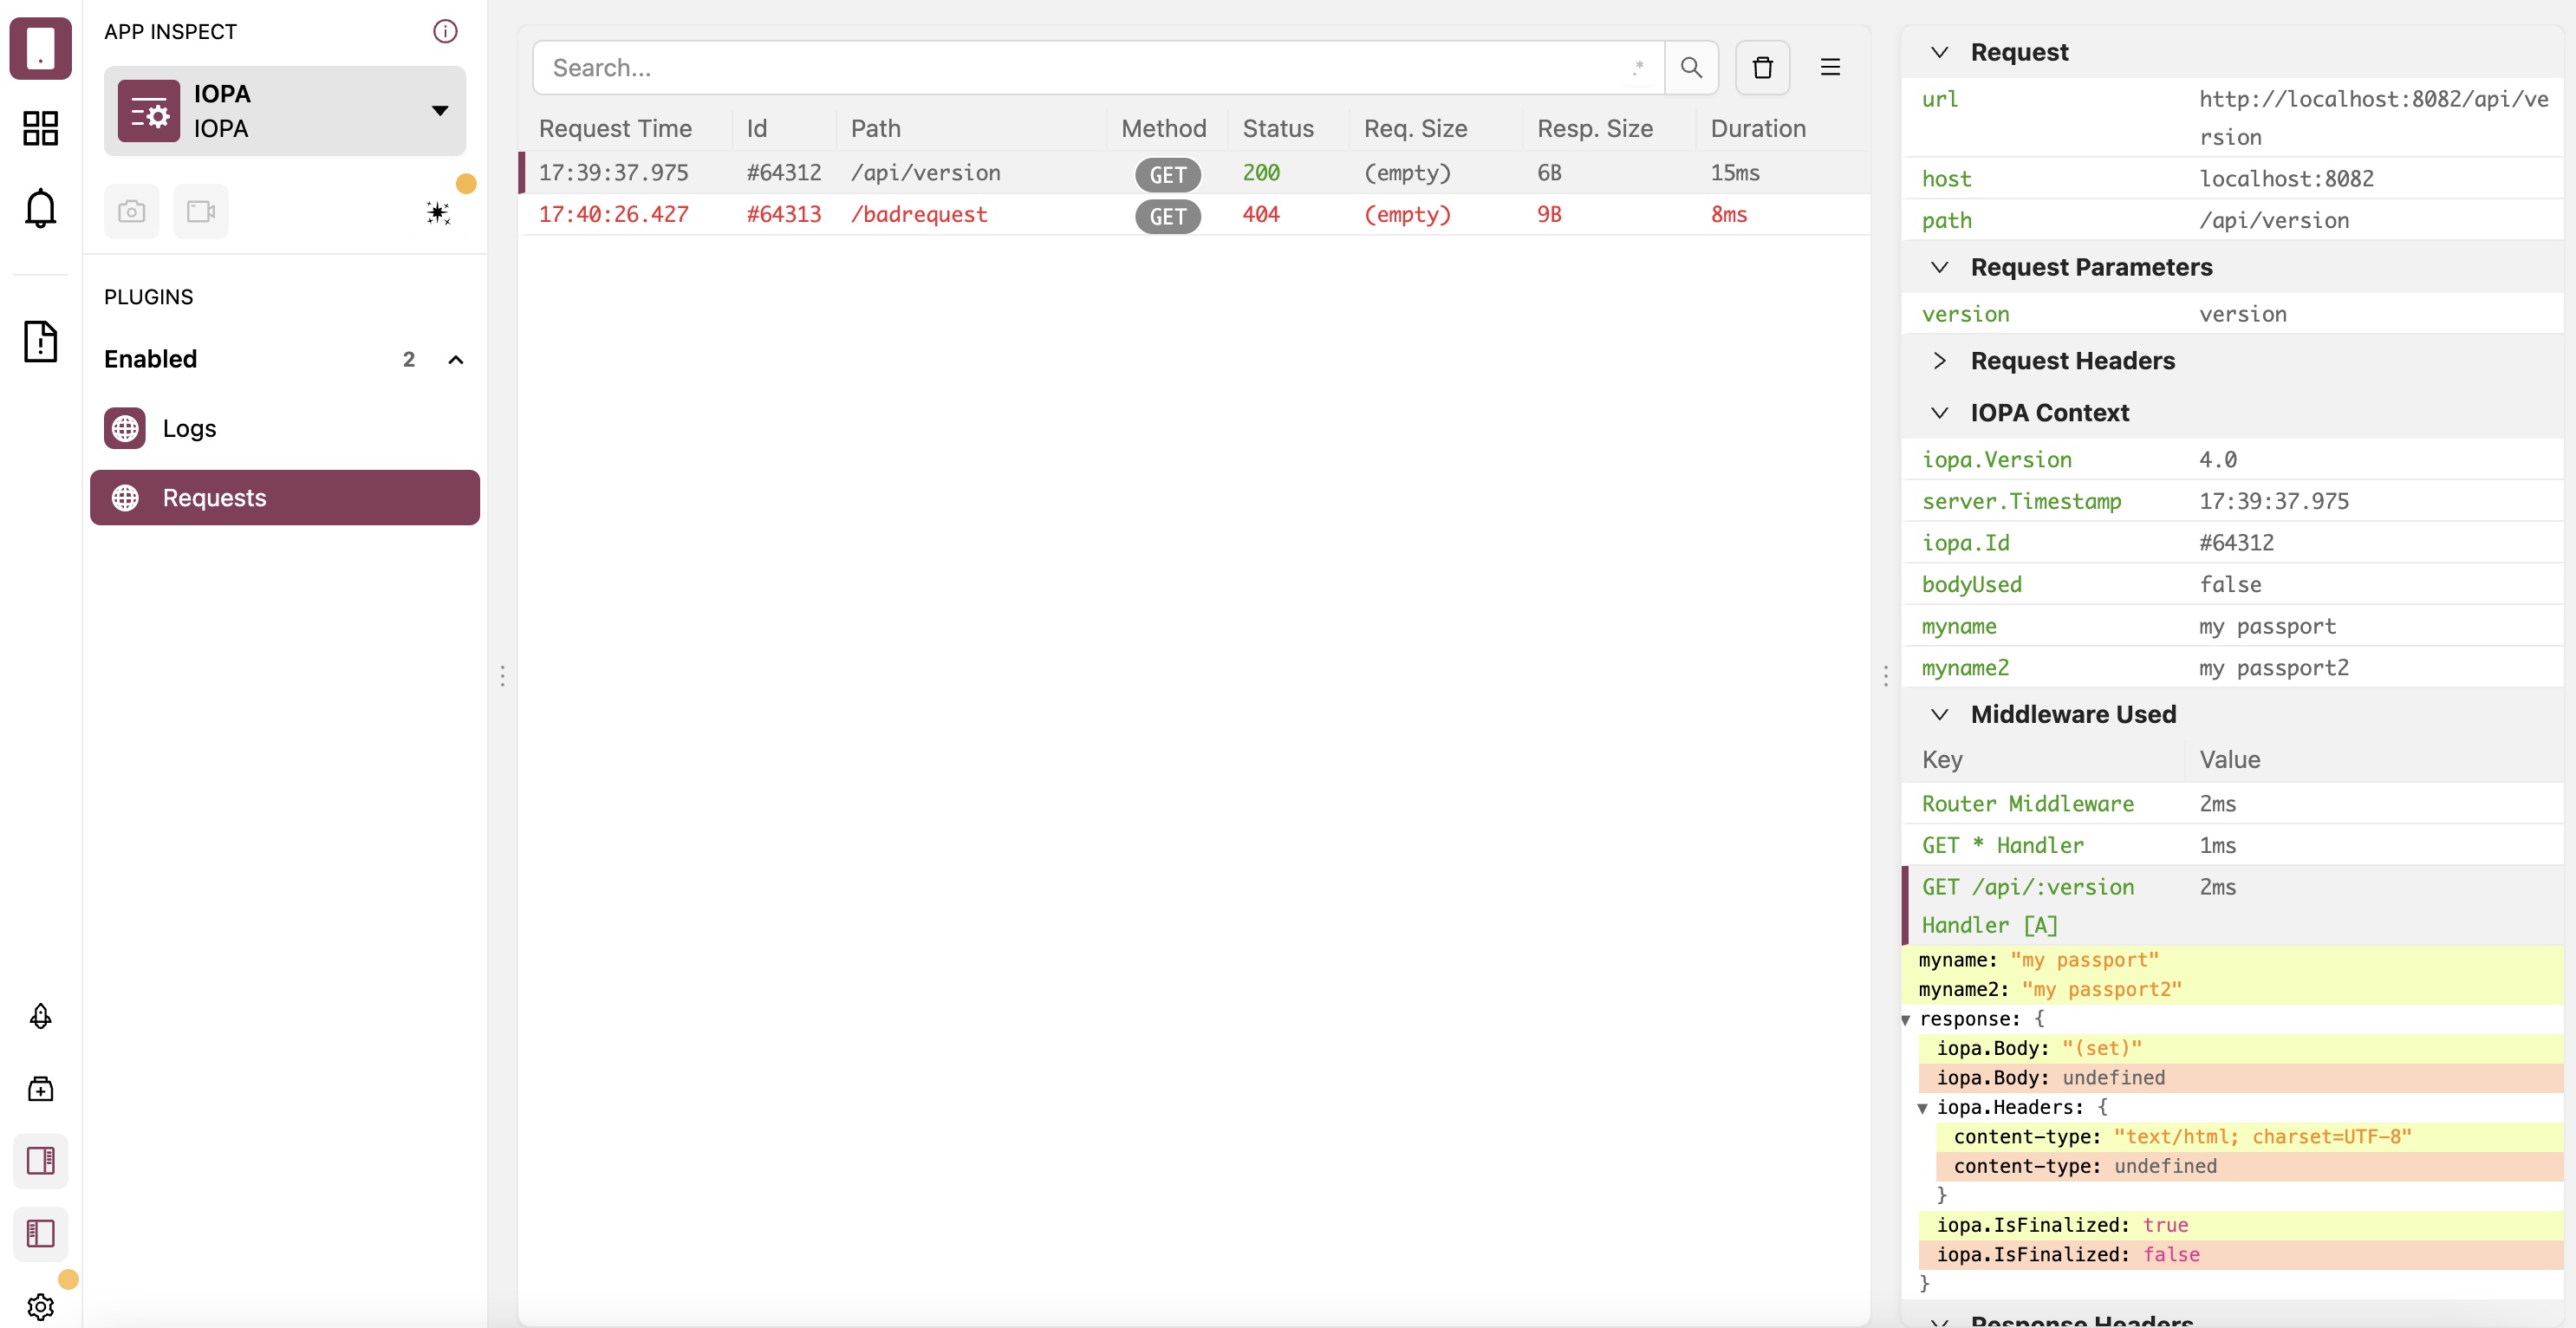 APP INSPECT
IOPA
IOPA
PLUGINS
Enabled 2
Logs
Requests
Search... .*
Request Time Id Path Method Status Req. Size Resp. Size Duration
17:39:37.975 #64312 /api/version GET 200 (empty) 6B 15ms
17:40:26.427 #64313 /badrequest GET 404 (empty) 9B 8ms
Request
url http://localhost:8082/api/ve
rsion
host localhost:8082
path /api/version
Request Parameters
version version
Request Headers
IOPA Context
iopa.Version 4.0
server.Timestamp 17:39:37.975
iopa.Id #64312
bodyUsed false
myname my passport
myname2 my passport2
Middleware Used
Key Value
Router Middleware 2ms
GET * Handler 1ms
GET /api/:version 2ms
Handler [A]
myname: "my passport"
myname2: "my passport2"
response: {
iopa.Body: "(set)"
iopa.Body: undefined
iopa.Headers: {
content-type: "text/html; charset=UTF-8"
content-type: undefined
}
iopa.IsFinalized: true
iopa.IsFinalized: false
}
Response Headers